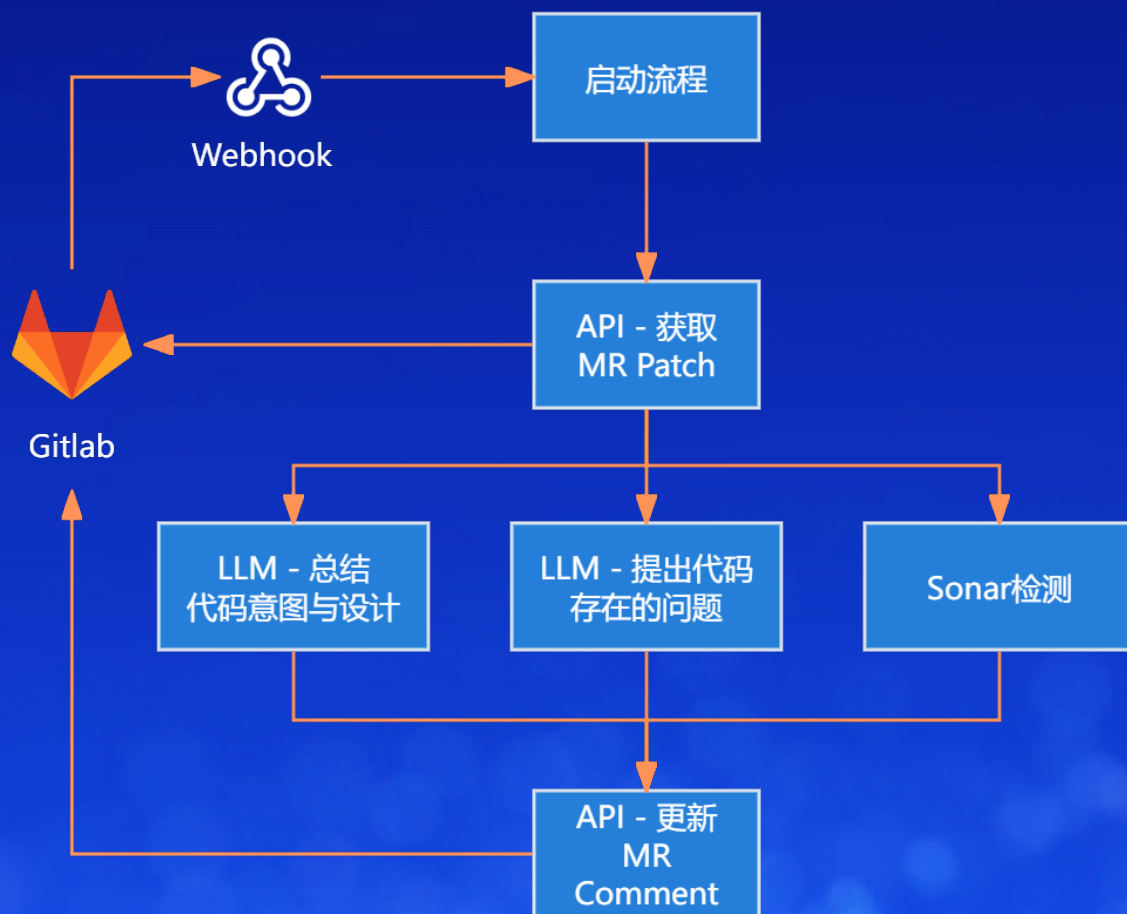 启动流程
Webhook
API - 获取
MR Patch
Gitlab
LLM - 总结
代码意图与设计
LLM - 提出代码
存在的问题
Sonar检测
API - 更新
MR
Comment